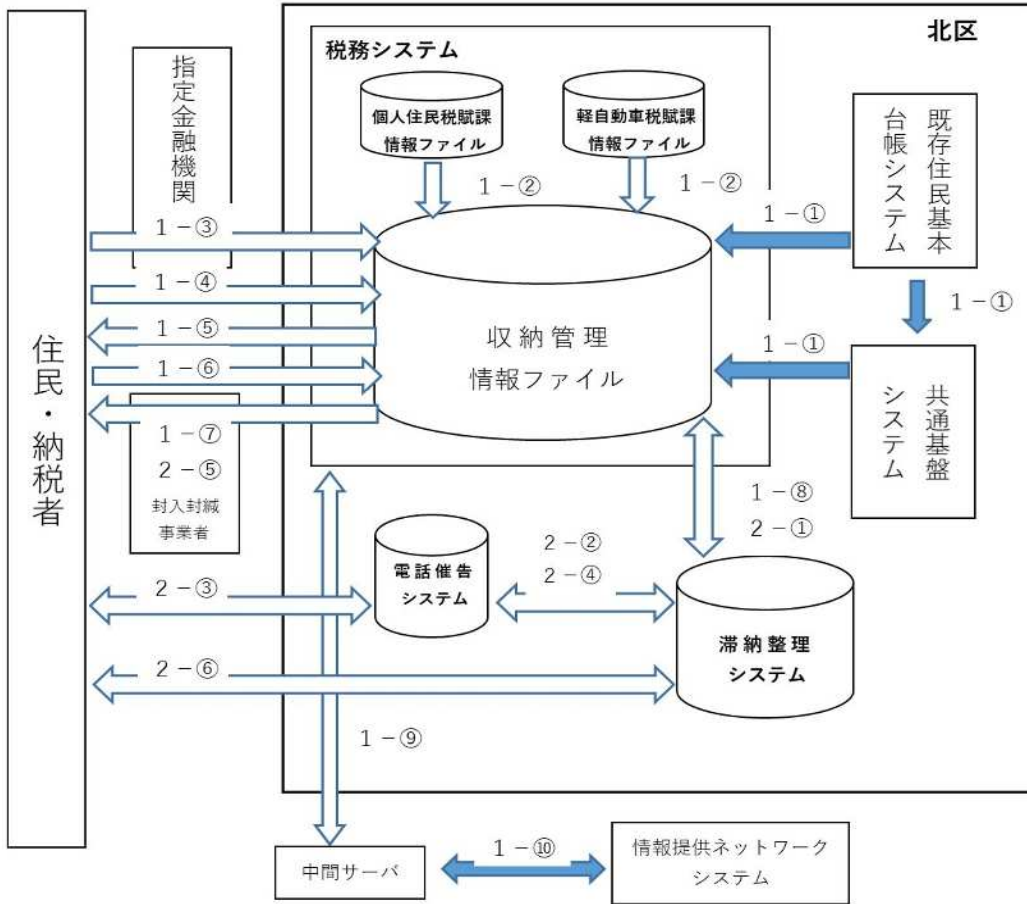 北区
税務システム
個人住民税賦課
情報ファイル
軽自動車税賦課
情報ファイル
指定金融機関
既存住民基本
台帳システム
1－②
1－②
1－①
1－③
1－④
1－①
1－⑤
収納管理
情報ファイル
1－①
1－⑥
住民・納税者
共通基盤
システム
1－⑦
2－⑤
封入封緘
事業者
1－⑧
2－①
電話催告
システム
2－②
2－④
2－③
滞納整理
システム
2－⑥
1－⑨
中間サーバ
1－⑩
情報提供ネットワーク
システム